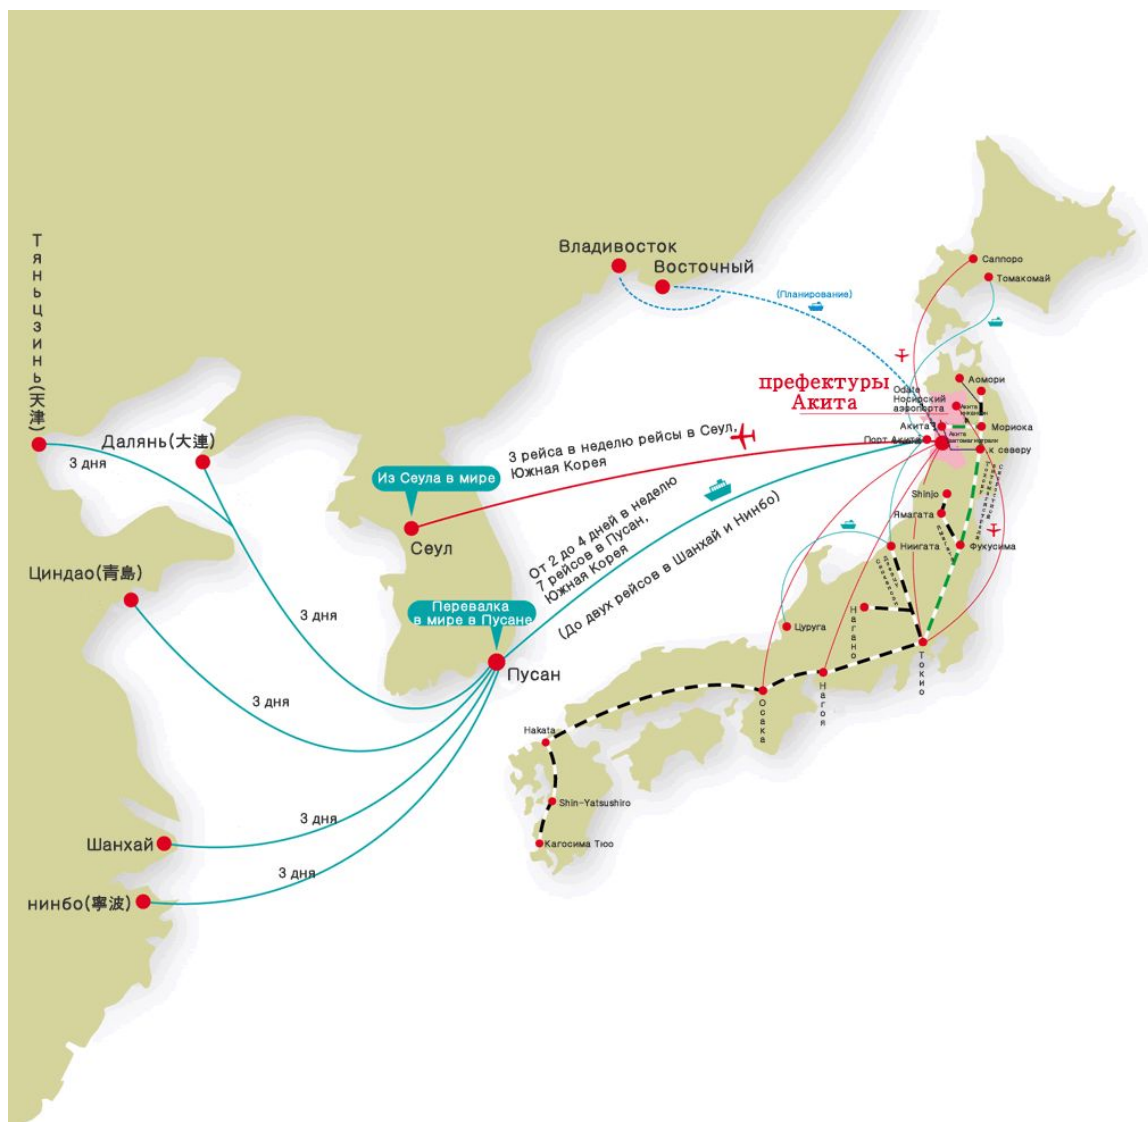 Владивосток
Восточный
(Планирование)
Саппоро
Томакомай
Тяньцзинь(天津)
Далянь(大連)
3 дня
префектуры
Акита
Odate
Носирский
аэропорта
Аомори
Акита
Порт Акита
Акита
Мориока
к северу
3 рейса в неделю рейсы в Сеул,
Южная Корея
Из Сеула в мире
Сеул
От 2 до 4 дней в неделю
7 рейсов в Пусан,
Южная Корея
(До двух рейсов в Шанхай и Нинбо)
Shinjo
Ямагата
Ниигата
Фукусима
Циндао(青島)
3 дня
Перевалка
в мире в Пусане
Пусан
Цуруга
Нагано
Токио
Нагоя
Осака
3 дня
Hakata
Shin-Yatsushiro
Кагосима Тюо
Шанхай
3 дня
3 дня
нинбо(寧波)